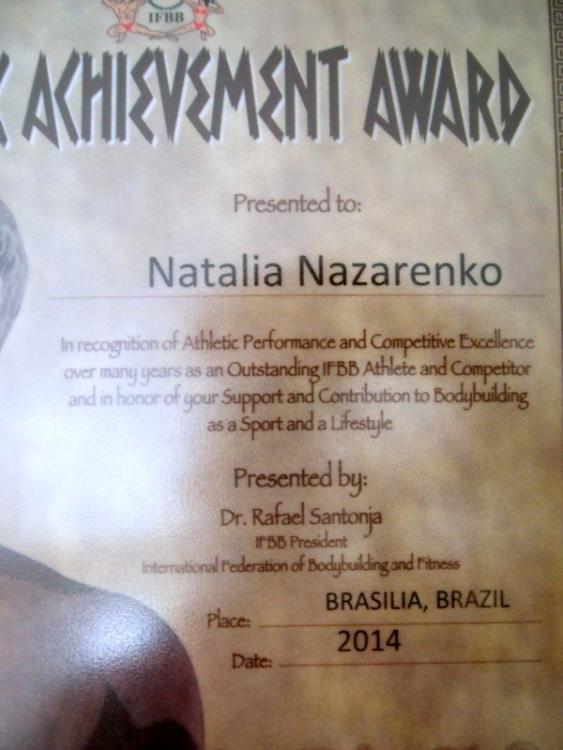 IFBB
C ACHIEVEMENT AWARD
Presented to:
Natalia Nazarenko
In recognition of Athletic Performance and Competitive Excellence
over many years as an Outstanding IFBB Athlete and Competitor
and in honor of your Support and Contribution to Bodybuilding
as a Sport and a Lifestyle
Presented by:
Dr. Rafael Santonja
IFBB President
International Federation of Bodybuilding and Fitness
Place: BRASILIA, BRAZIL
Date: 2014